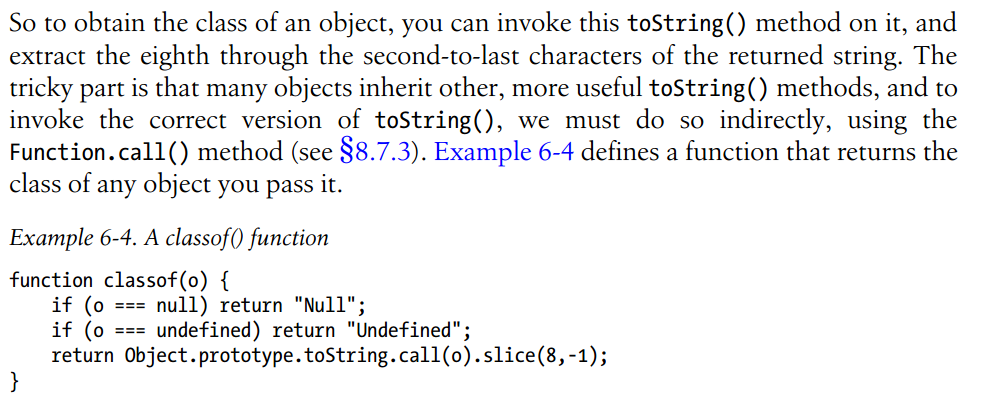 So to obtain the class of an object, you can invoke this toString() method on it, and
extract the eighth through the second-to-last characters of the returned string. The
tricky part is that many objects inherit other, more useful toString() methods, and to
invoke the correct version of toString(), we must do so indirectly, using the
Function.call() method (see §8.7.3). Example 6-4 defines a function that returns the
class of any object you pass it.
Example 6-4. A classof() function
function classof(o) {
    if (o === null) return "Null";
    if (o === undefined) return "Undefined";
    return Object.prototype.toString.call(o).slice(8,-1);
}